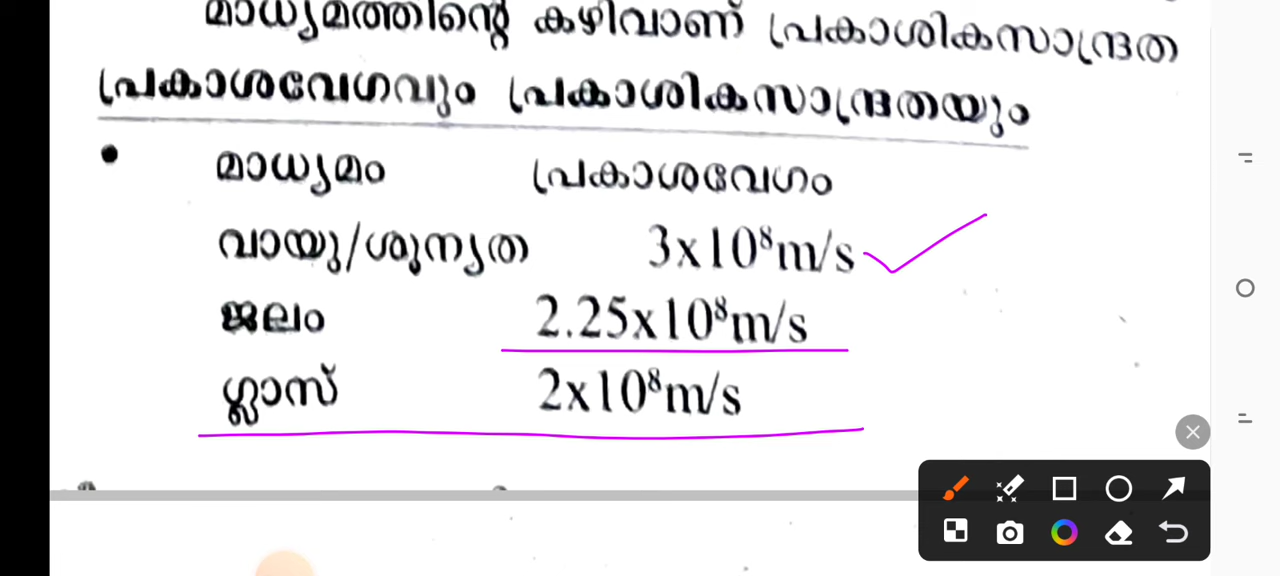 മാധ്യമത്തിന്റെ കഴിവാണ് പ്രകാശികസാന്ദ്രത
പ്രകാശവേഗവും പ്രകാശികസാന്ദ്രതയും
• മാധ്യമം പ്രകാശവേഗം
വായു/ശൂന്യത 3x10⁸m/s
ജലം 2.25x10⁸m/s
ഗ്ലാസ് 2x10⁸m/s